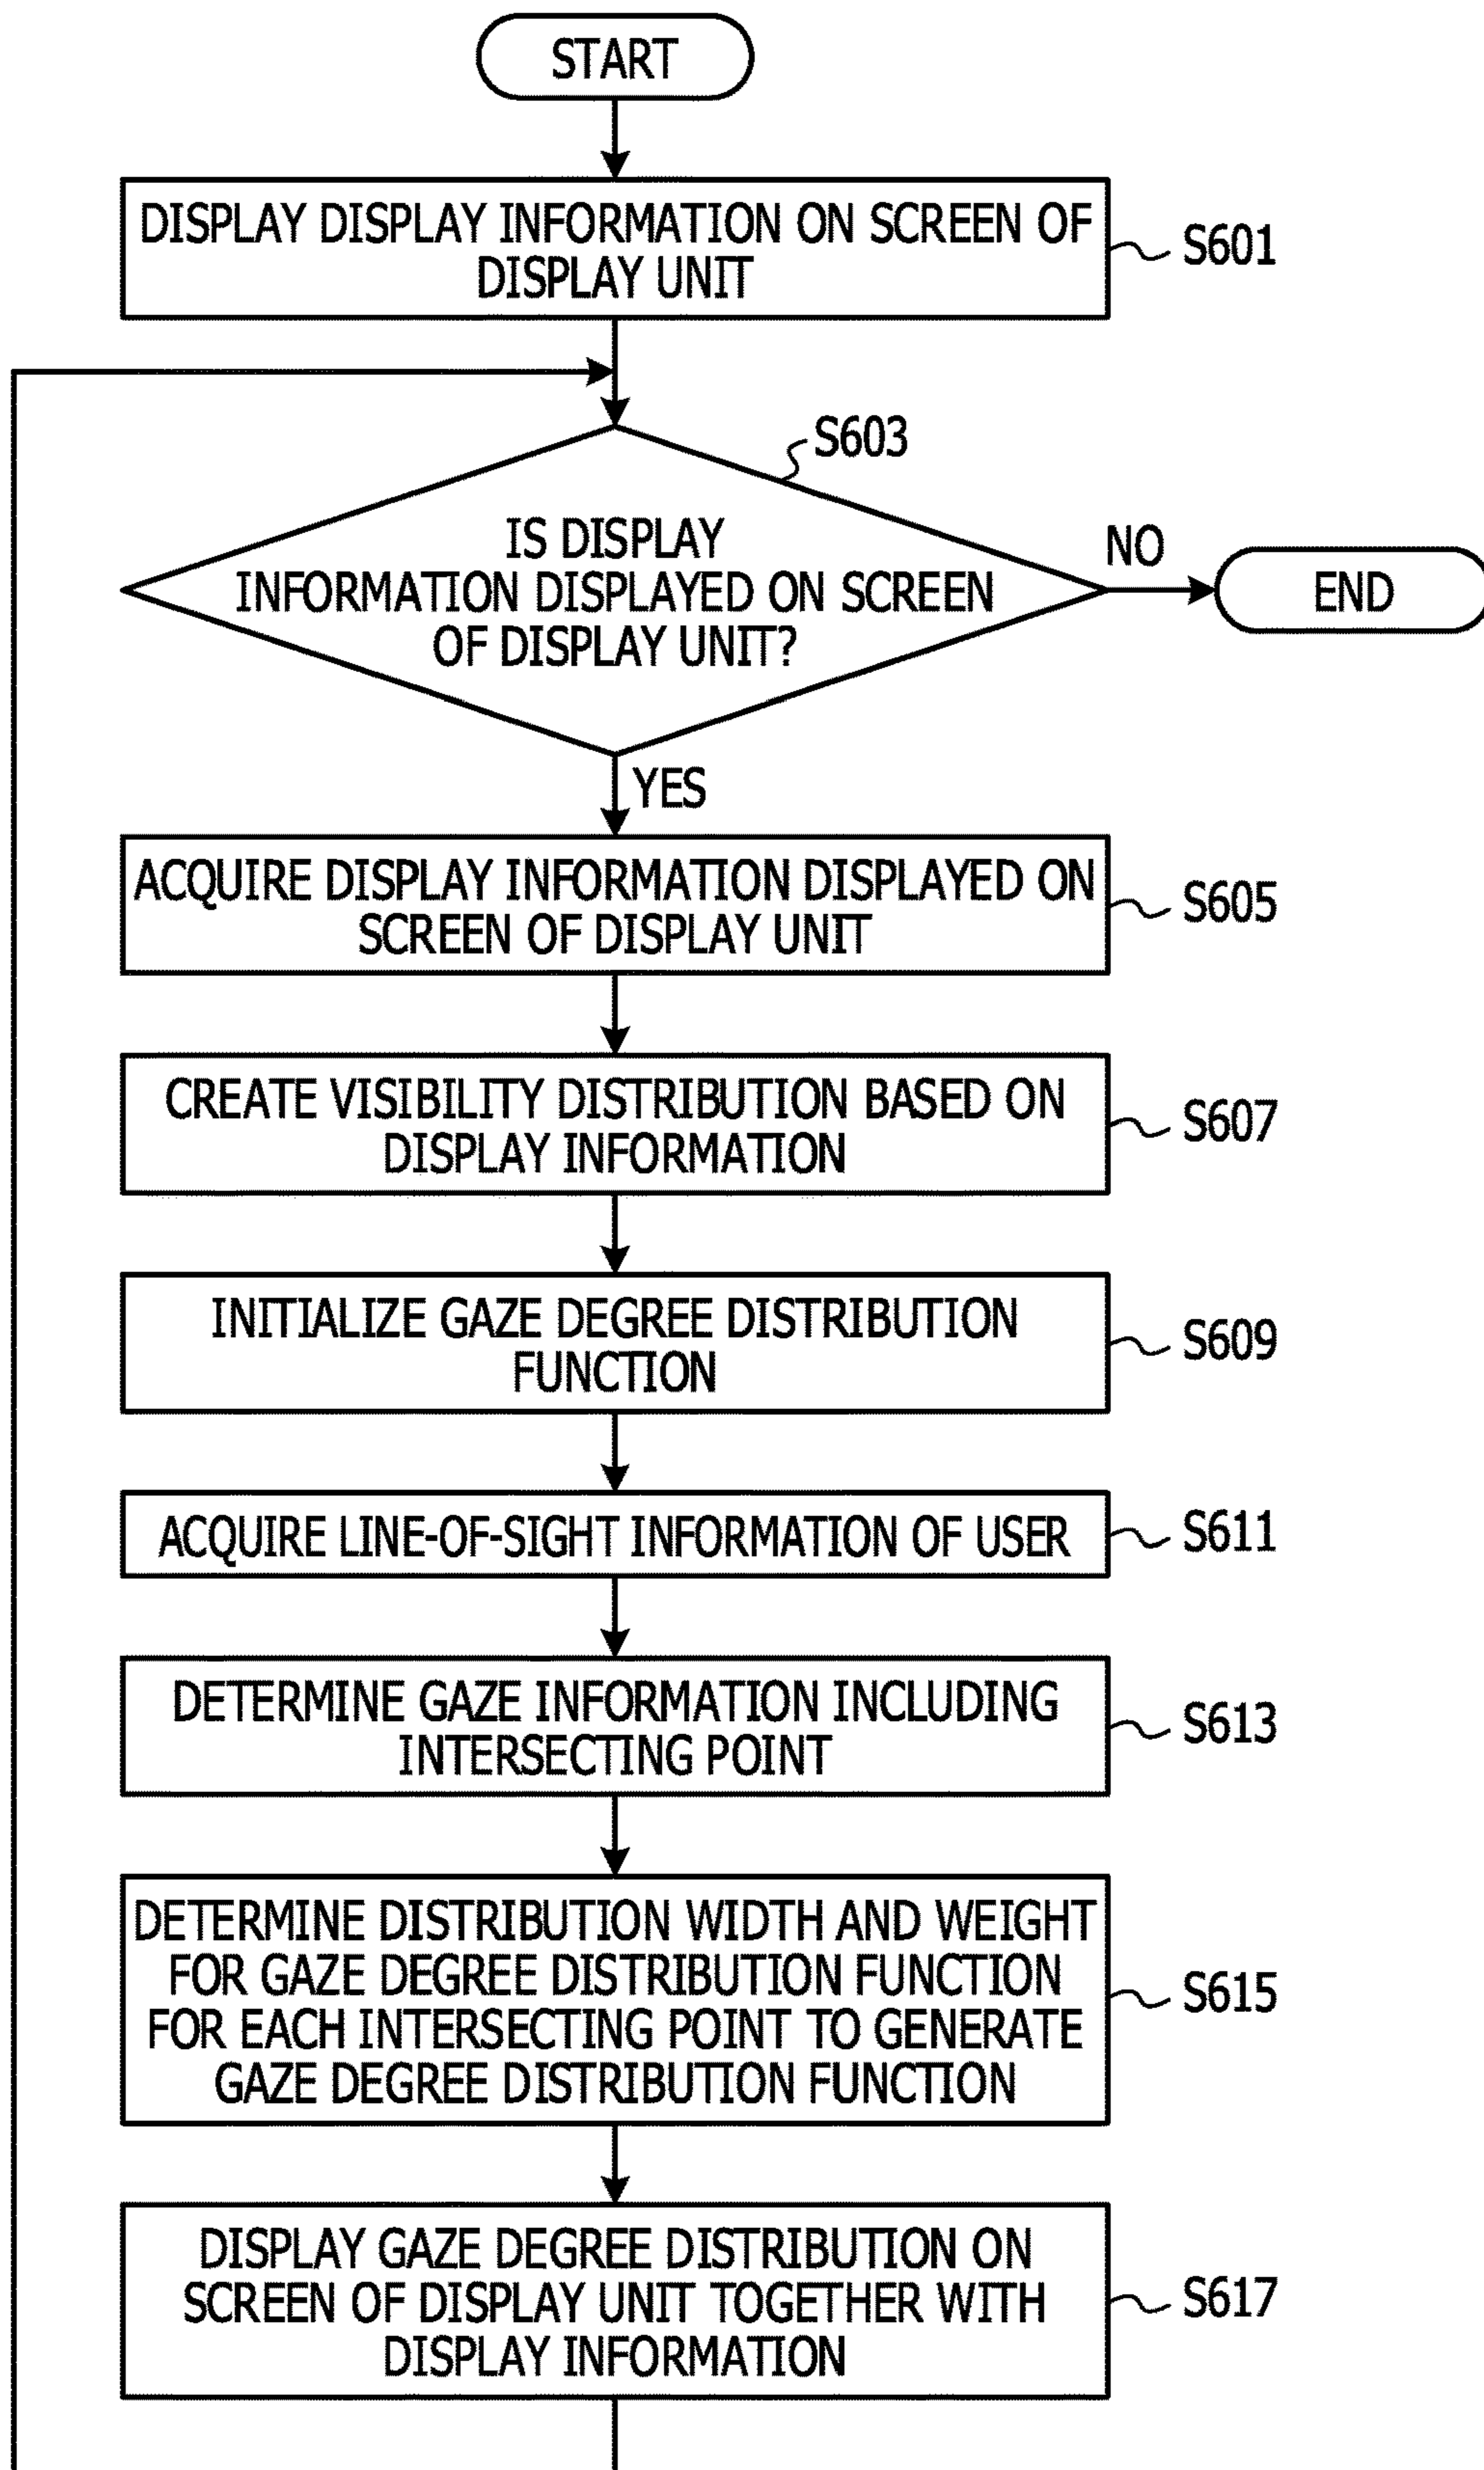 START
DISPLAY DISPLAY INFORMATION ON SCREEN OF
DISPLAY UNIT
S601
S603
IS DISPLAY
INFORMATION DISPLAYED ON SCREEN
OF DISPLAY UNIT?
NO
END
YES
ACQUIRE DISPLAY INFORMATION DISPLAYED ON
SCREEN OF DISPLAY UNIT
S605
CREATE VISIBILITY DISTRIBUTION BASED ON
DISPLAY INFORMATION
S607
INITIALIZE GAZE DEGREE DISTRIBUTION
FUNCTION
S609
ACQUIRE LINE-OF-SIGHT INFORMATION OF USER
S611
DETERMINE GAZE INFORMATION INCLUDING
INTERSECTING POINT
S613
DETERMINE DISTRIBUTION WIDTH AND WEIGHT
FOR GAZE DEGREE DISTRIBUTION FUNCTION
FOR EACH INTERSECTING POINT TO GENERATE
GAZE DEGREE DISTRIBUTION FUNCTION
S615
DISPLAY GAZE DEGREE DISTRIBUTION ON
SCREEN OF DISPLAY UNIT TOGETHER WITH
DISPLAY INFORMATION
S617